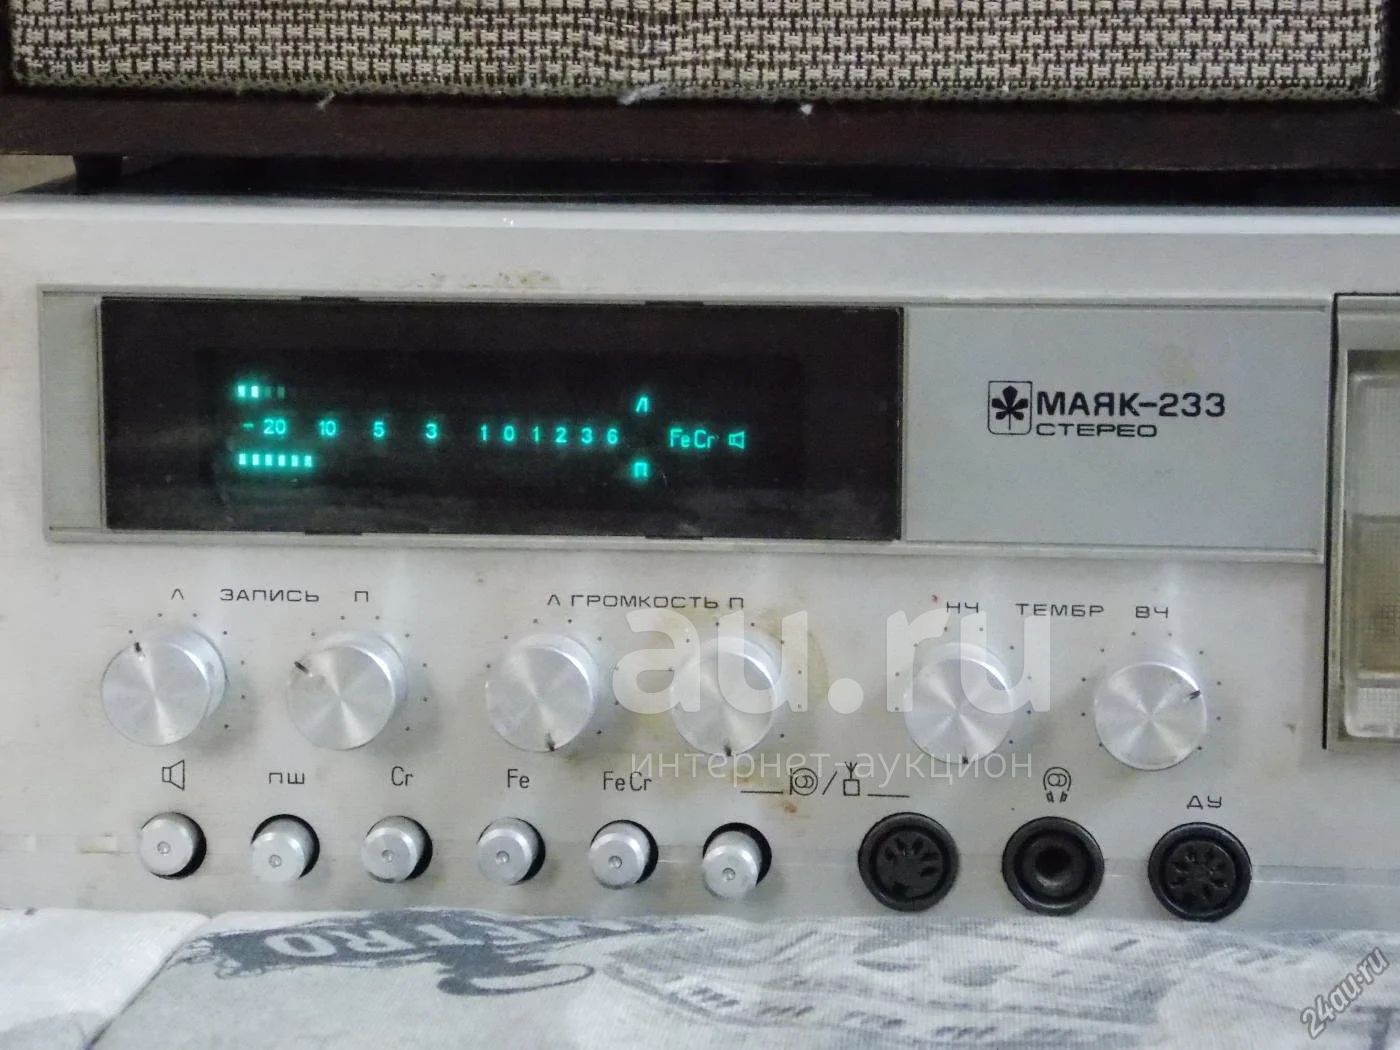 МАЯК-233
СТЕРЕО
Л
- 20 10 5 3 1 0 1 2 3 6
FeCr
П
Л ЗАПИСЬ П
Л ГРОМКОСТЬ П
НЧ ТЕМБР ВЧ
au.ru
интернет-аукцион
ПШ Cr Fe FeCr
ДУ
METRO
24au.ru